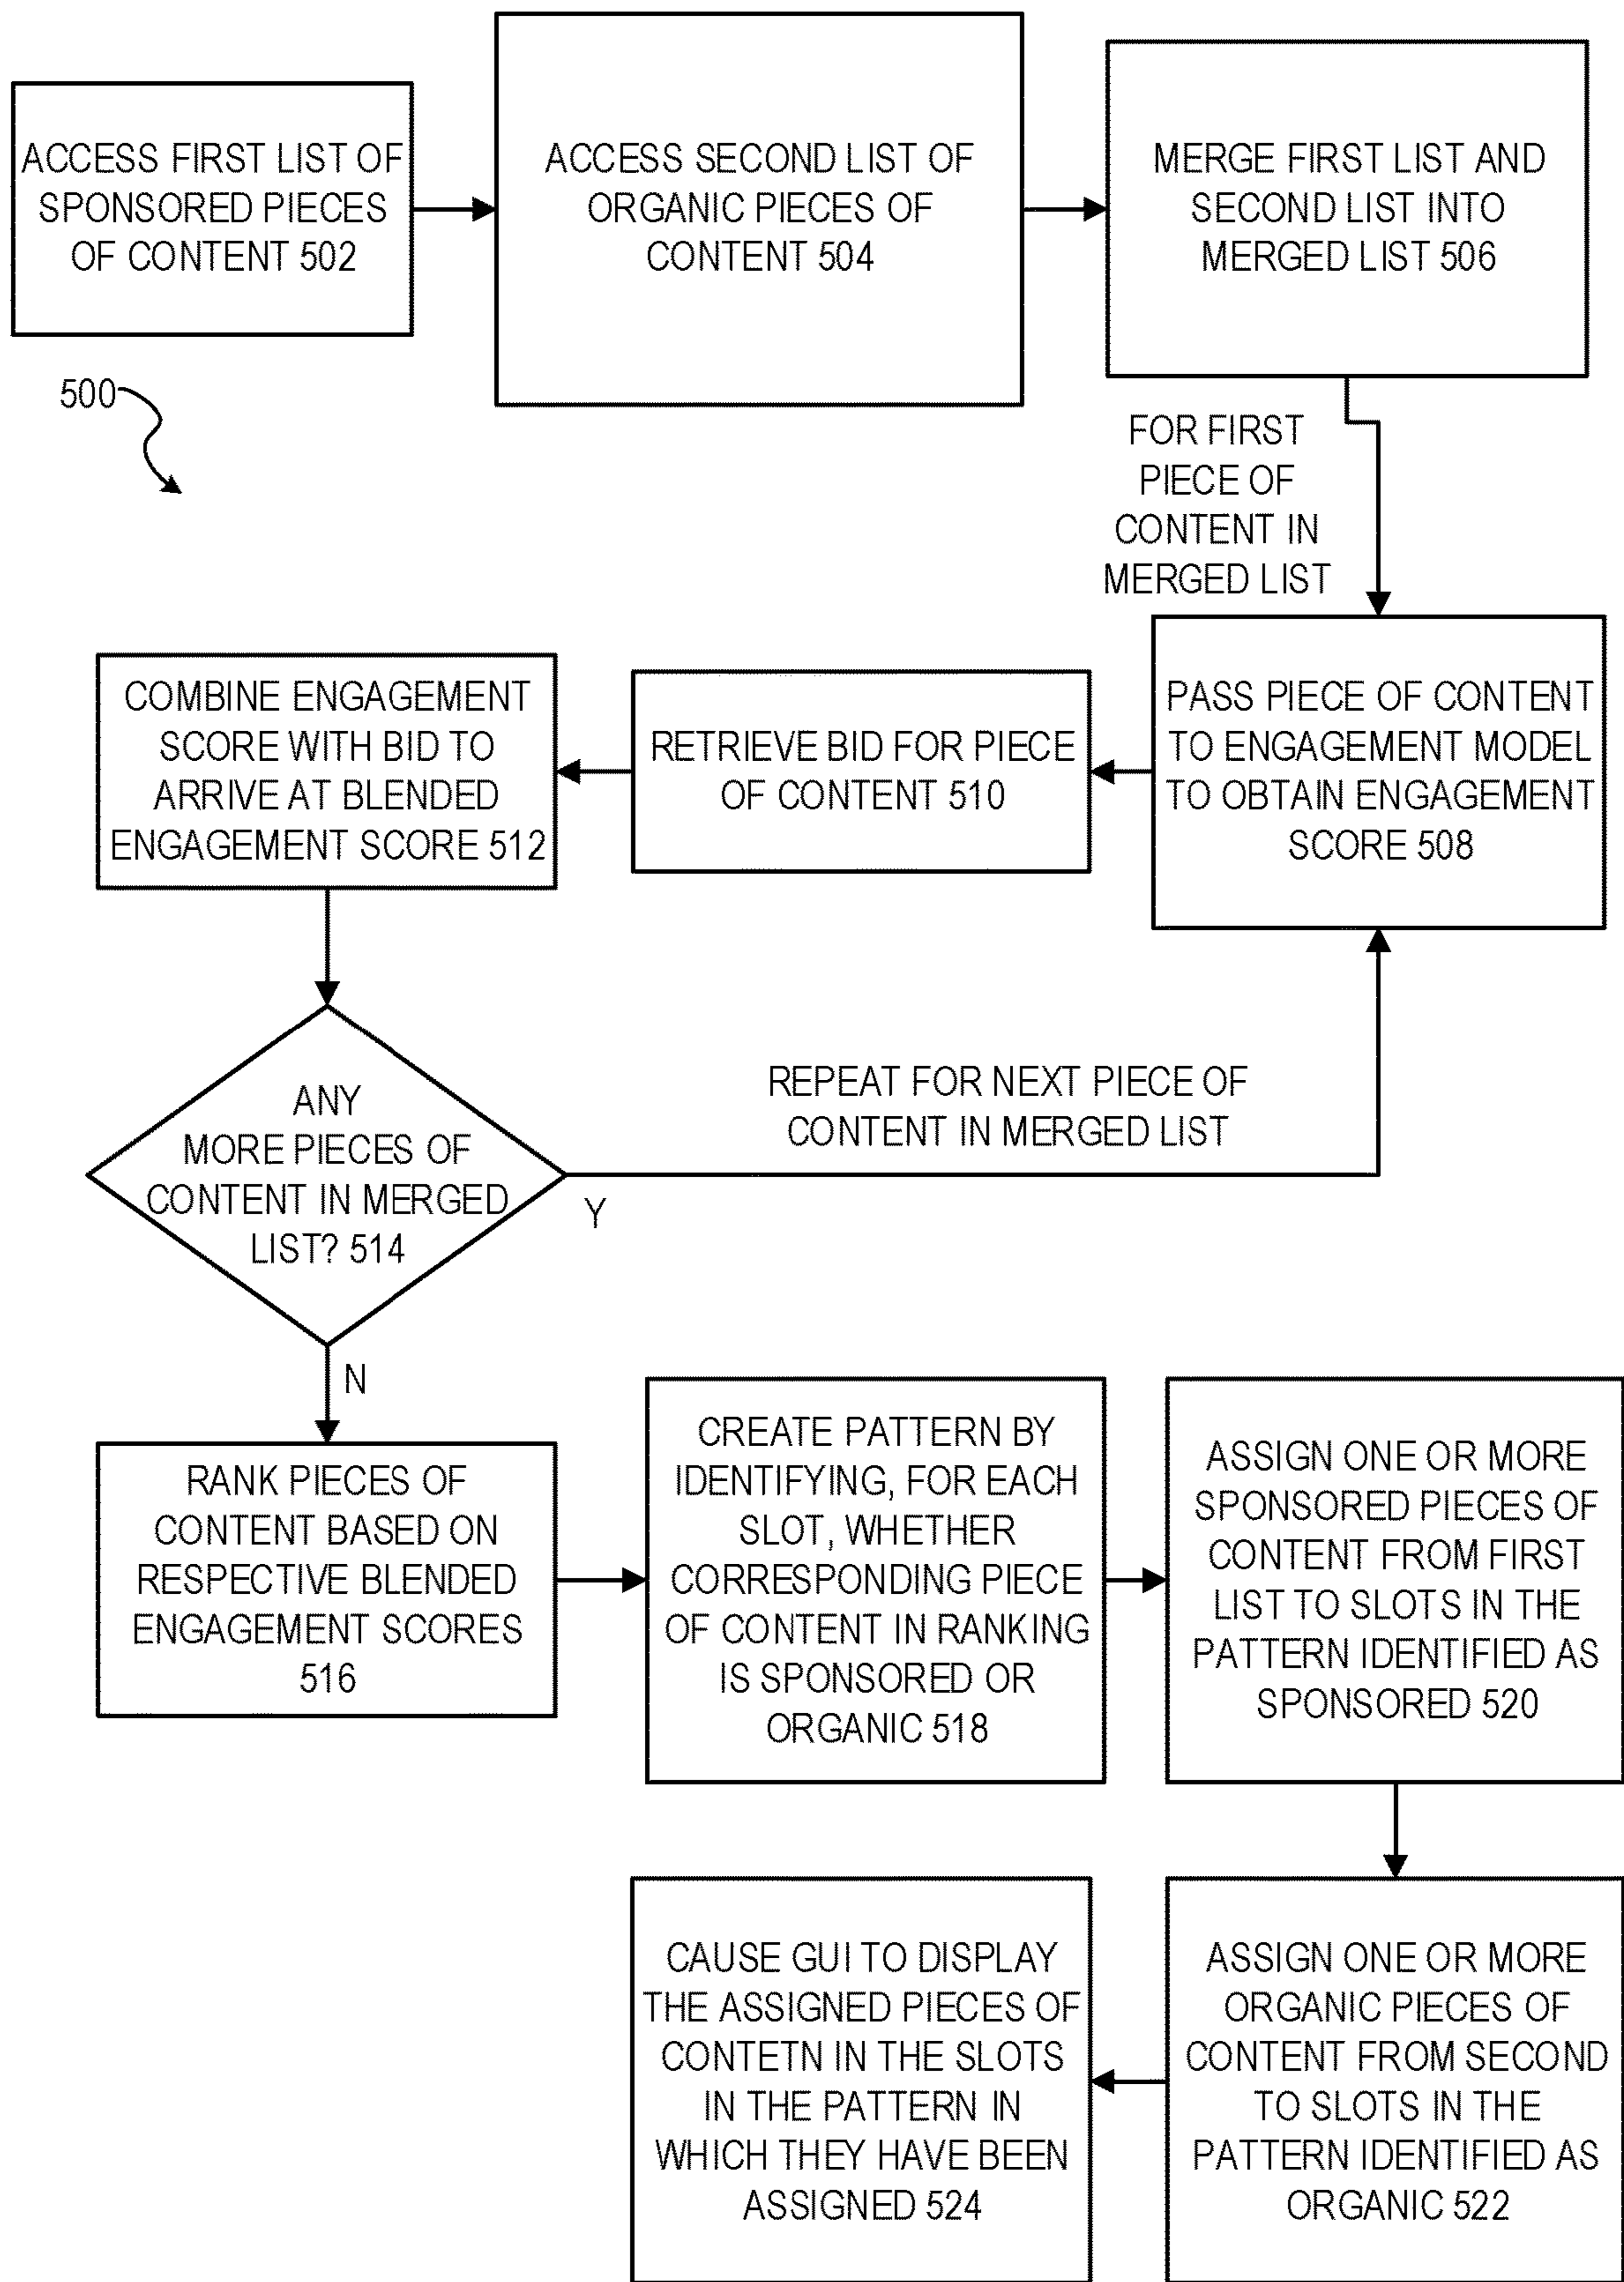 ACCESS FIRST LIST OF
SPONSORED PIECES
OF CONTENT 502
ACCESS SECOND LIST OF
ORGANIC PIECES OF
CONTENT 504
MERGE FIRST LIST AND
SECOND LIST INTO
MERGED LIST 506
500
FOR FIRST
PIECE OF
CONTENT IN
MERGED LIST
PASS PIECE OF CONTENT
TO ENGAGEMENT MODEL
TO OBTAIN ENGAGEMENT
SCORE 508
RETRIEVE BID FOR PIECE
OF CONTENT 510
COMBINE ENGAGEMENT
SCORE WITH BID TO
ARRIVE AT BLENDED
ENGAGEMENT SCORE 512
ANY
MORE PIECES OF
CONTENT IN MERGED
LIST? 514
Y
REPEAT FOR NEXT PIECE OF
CONTENT IN MERGED LIST
N
RANK PIECES OF
CONTENT BASED ON
RESPECTIVE BLENDED
ENGAGEMENT SCORES
516
CREATE PATTERN BY
IDENTIFYING, FOR EACH
SLOT, WHETHER
CORRESPONDING PIECE
OF CONTENT IN RANKING
IS SPONSORED OR
ORGANIC 518
ASSIGN ONE OR MORE
SPONSORED PIECES OF
CONTENT FROM FIRST
LIST TO SLOTS IN THE
PATTERN IDENTIFIED AS
SPONSORED 520
ASSIGN ONE OR MORE
ORGANIC PIECES OF
CONTENT FROM SECOND
TO SLOTS IN THE
PATTERN IDENTIFIED AS
ORGANIC 522
CAUSE GUI TO DISPLAY
THE ASSIGNED PIECES OF
CONTETN IN THE SLOTS
IN THE PATTERN IN
WHICH THEY HAVE BEEN
ASSIGNED 524